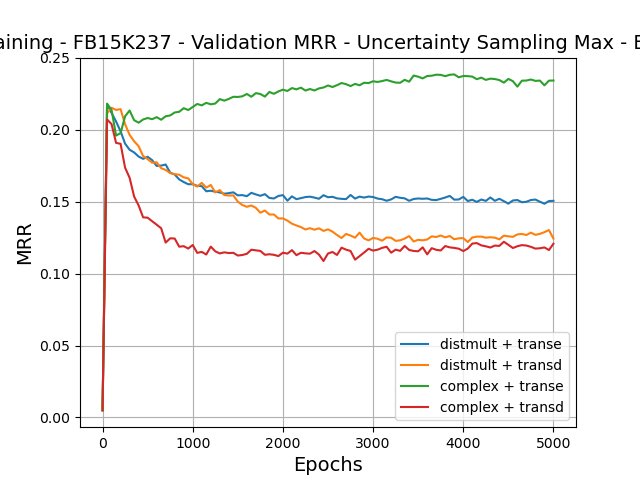 aining - FB15K237 - Validation MRR - Uncertainty Sampling Max - E
0.25
0.20
0.15
0.10
0.05
0.00
MRR
0
1000
2000
3000
4000
5000
Epochs
distmult + transe
distmult + transd
complex + transe
complex + transd